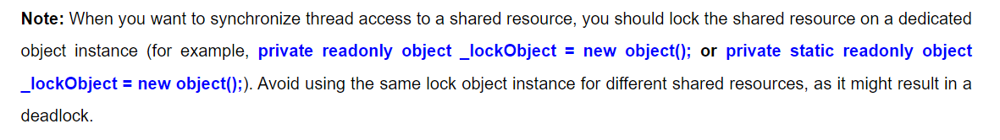 Note: When you want to synchronize thread access to a shared resource, you should lock the shared resource on a dedicated
object instance (for example, private readonly object _lockObject = new object(); or private static readonly object
_lockObject = new object();). Avoid using the same lock object instance for different shared resources, as it might result in a
deadlock.